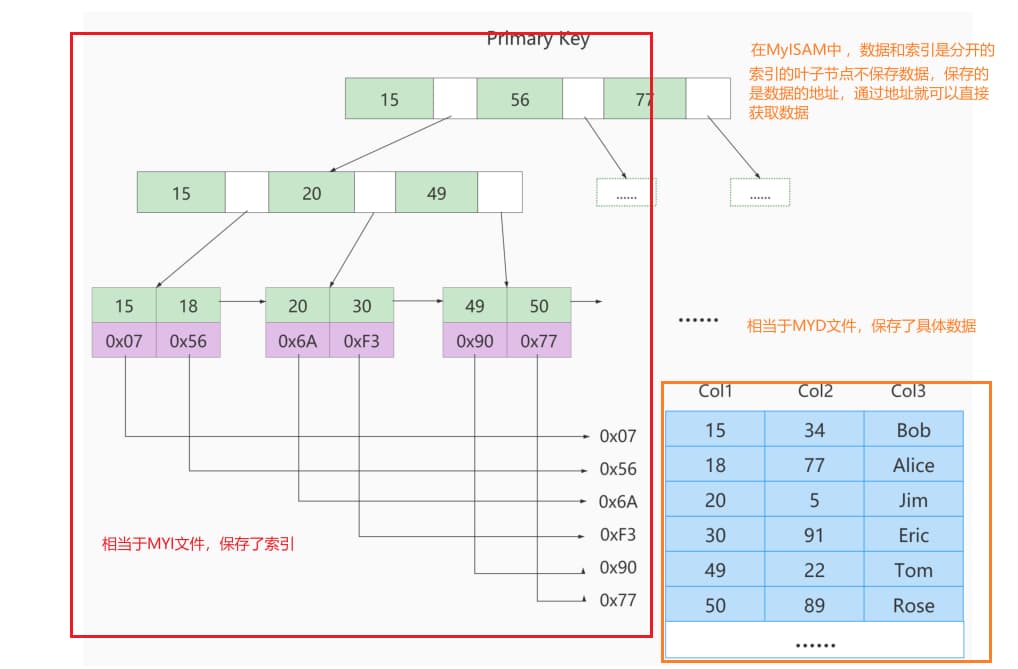 Primary Key
在MyISAM中，数据和索引是分开的
索引的叶子节点不保存数据，保存的
是数据的地址，通过地址就可以直接
获取数据
15 56 77
15 20 49
...... ......
15 18 20 30 49 50
0x07 0x56 0x6A 0xF3 0x90 0x77
......
相当于MYD文件，保存了具体数据
Col1 Col2 Col3
0x07 15 34 Bob
0x56 18 77 Alice
0x6A 20 5 Jim
0xF3 30 91 Eric
0x90 49 22 Tom
0x77 50 89 Rose
......
相当于MYI文件，保存了索引